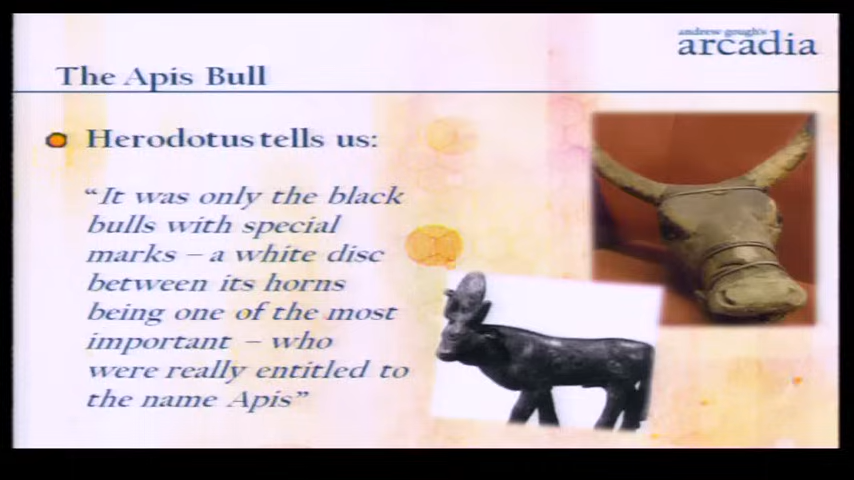 andrew gough's
arcadia
The Apis Bull
Herodotus tells us:
“It was only the black
bulls with special
marks – a white disc
between its horns
being one of the most
important – who
were really entitled to
the name Apis”